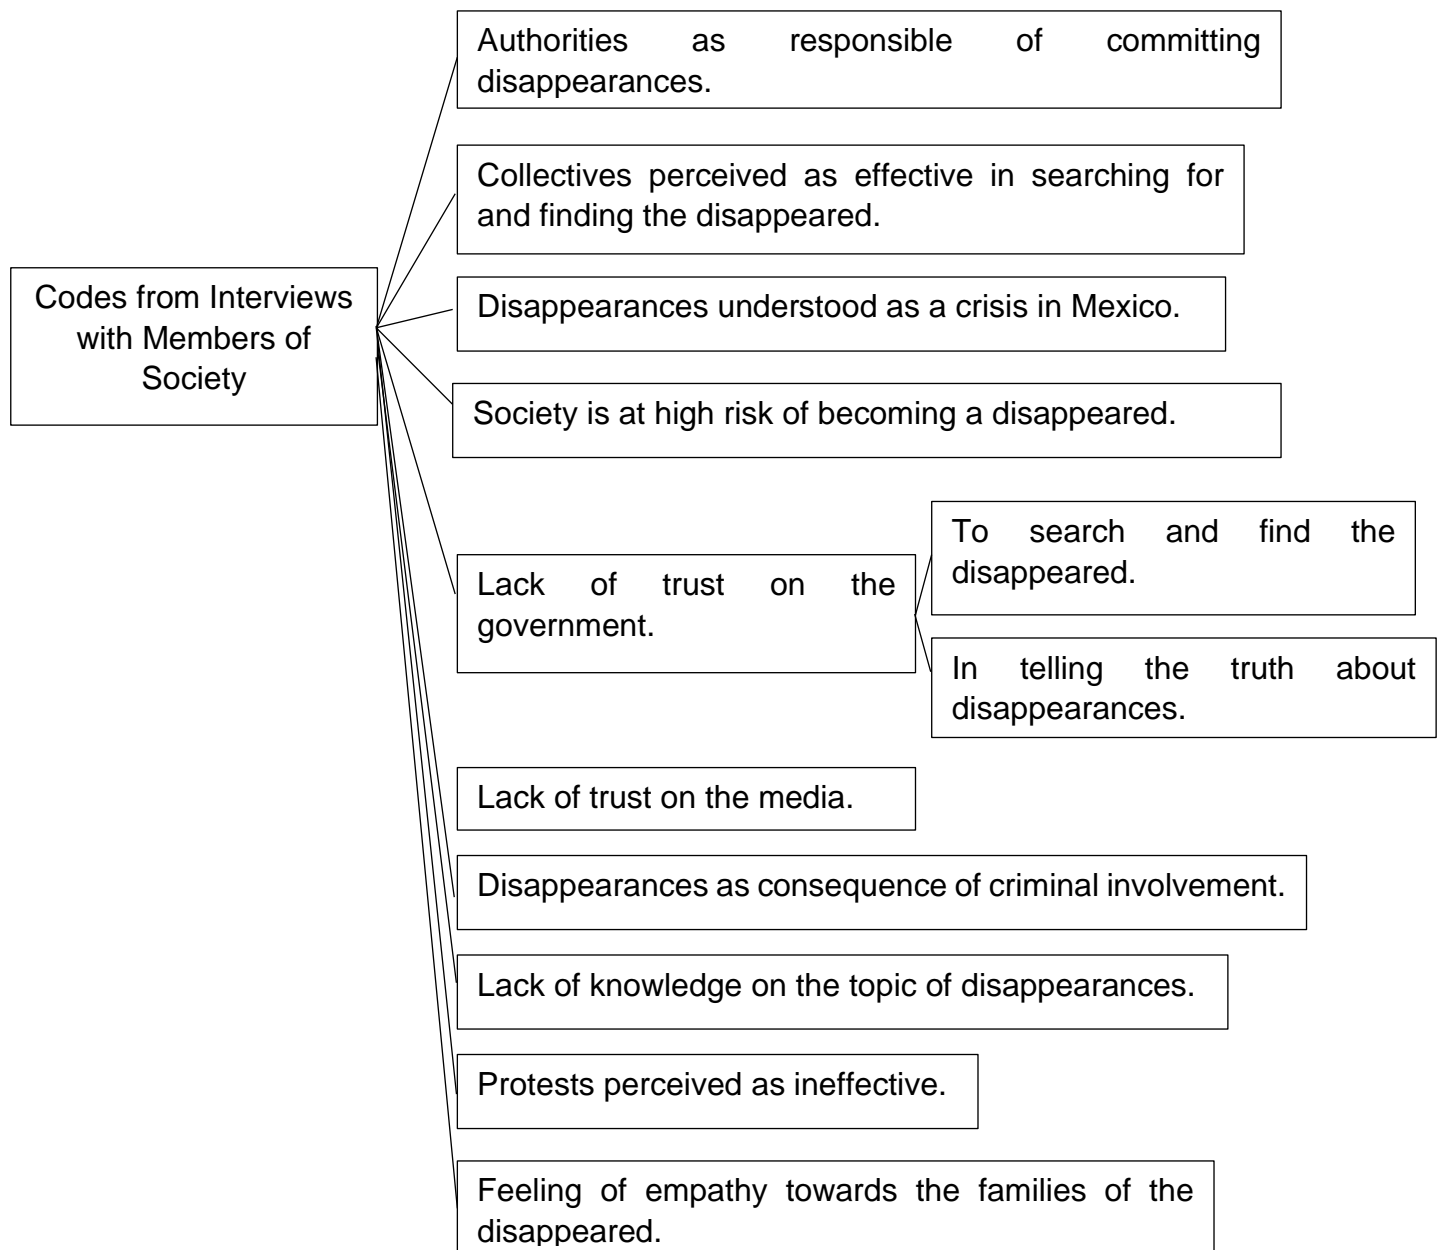 Authorities as responsible of committing
disappearances.
Collectives perceived as effective in searching for
and finding the disappeared.
Codes from Interviews
with Members of
Society
Disappearances understood as a crisis in Mexico.
Society is at high risk of becoming a disappeared.
Lack of trust on the
government.
To search and find the
disappeared.
In telling the truth about
disappearances.
Lack of trust on the media.
Disappearances as consequence of criminal involvement.
Lack of knowledge on the topic of disappearances.
Protests perceived as ineffective.
Feeling of empathy towards the families of the
disappeared.